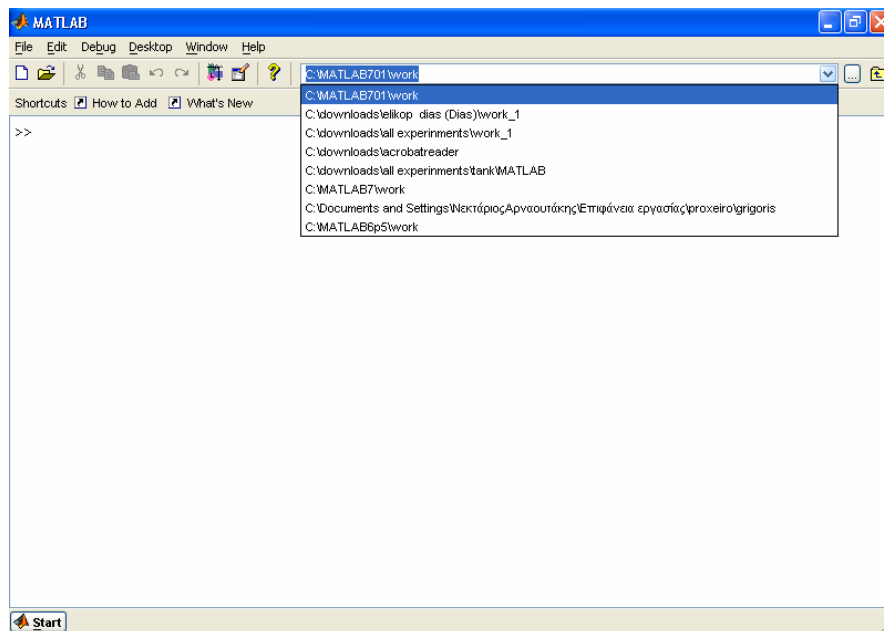 MATLAB
File Edit Debug Desktop Window Help
C:\MATLAB701\work
Shortcuts How to Add What's New
C:\MATLAB701\work
C:\downloads\elikop dias (Dias)\work_1
>>
C:\downloads\all experinments\work_1
C:\downloads\acrobatreader
C:\downloads\all experinments\tank\MATLAB
C:\MATLAB7\work
C:\Documents and Settings\ΝεκτάριοςΑρναουτάκης\Επιφάνεια εργασίας\proxeiro\grigoris
C:\MATLAB6p5\work
Start